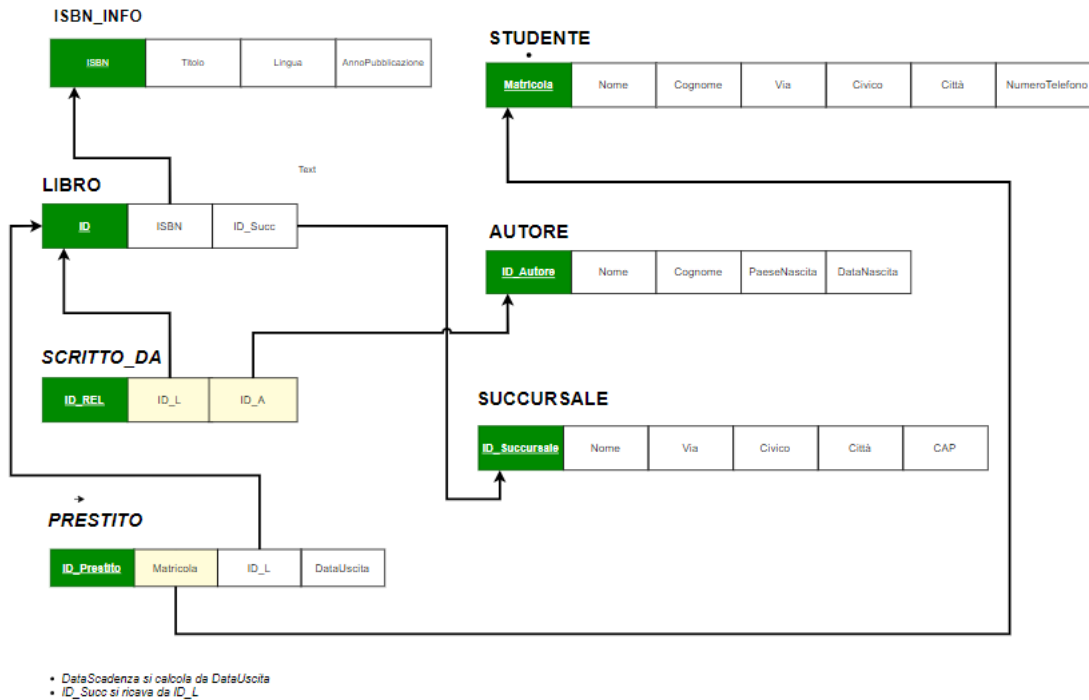 ISBN_INFO
ISBN Titolo Lingua AnnoPubblicazione
STUDENTE
Matricola Nome Cognome Via Civico Città NumeroTelefono
Text
LIBRO
ID ISBN ID_Succ
AUTORE
ID_Autore Nome Cognome PaeseNascita DataNascita
SCRITTO_DA
ID_REL ID_L ID_A
SUCCURSALE
ID_Succursale Nome Via Civico Città CAP
PRESTITO
ID_Prestito Matricola ID_L DataUscita
• DataScadenza si calcola da DataUscita
• ID_Succ si ricava da ID_L